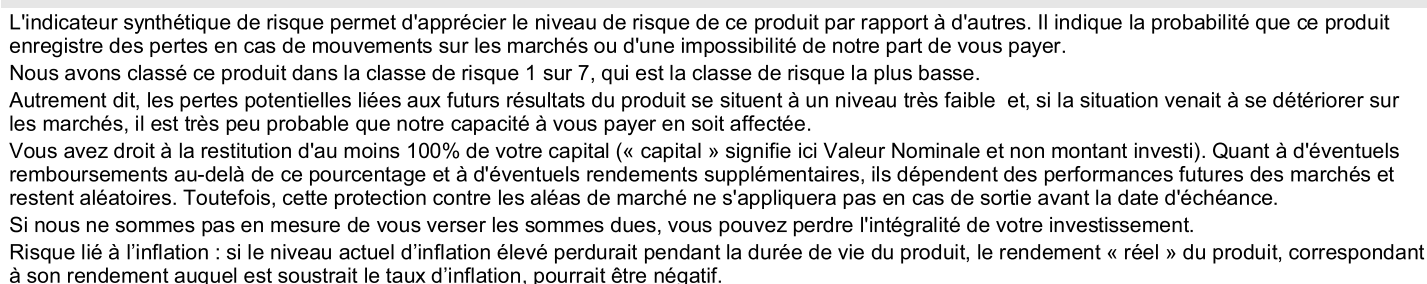 L'indicateur synthétique de risque permet d'apprécier le niveau de risque de ce produit par rapport à d'autres. Il indique la probabilité que ce produit
enregistre des pertes en cas de mouvements sur les marchés ou d'une impossibilité de notre part de vous payer.
Nous avons classé ce produit dans la classe de risque 1 sur 7, qui est la classe de risque la plus basse.
Autrement dit, les pertes potentielles liées aux futurs résultats du produit se situent à un niveau très faible  et, si la situation venait à se détériorer sur
les marchés, il est très peu probable que notre capacité à vous payer en soit affectée.
Vous avez droit à la restitution d'au moins 100% de votre capital (« capital » signifie ici Valeur Nominale et non montant investi). Quant à d'éventuels
remboursements au-delà de ce pourcentage et à d'éventuels rendements supplémentaires, ils dépendent des performances futures des marchés et
restent aléatoires. Toutefois, cette protection contre les aléas de marché ne s'appliquera pas en cas de sortie avant la date d'échéance.
Si nous ne sommes pas en mesure de vous verser les sommes dues, vous pouvez perdre l'intégralité de votre investissement.
Risque lié à l’inflation : si le niveau actuel d’inflation élevé perdurait pendant la durée de vie du produit, le rendement « réel » du produit, correspondant
à son rendement auquel est soustrait le taux d’inflation, pourrait être négatif.